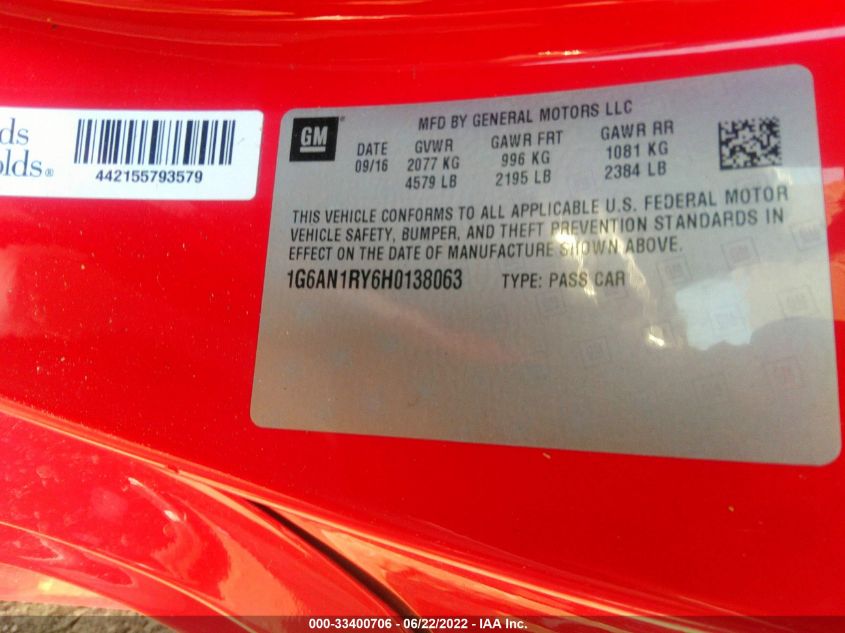 ds
olds®
442155793579
GM®
MFD BY GENERAL MOTORS LLC
DATE GVWR GAWR FRT GAWR RR
09/16 2077 KG 996 KG 1081 KG
4579 LB 2195 LB 2384 LB
THIS VEHICLE CONFORMS TO ALL APPLICABLE U.S. FEDERAL MOTOR
VEHICLE SAFETY, BUMPER, AND THEFT PREVENTION STANDARDS IN
EFFECT ON THE DATE OF MANUFACTURE SHOWN ABOVE.
1G6AN1RY6H0138063 TYPE: PASS CAR
000-33400706 - 06/22/2022 - IAA Inc.